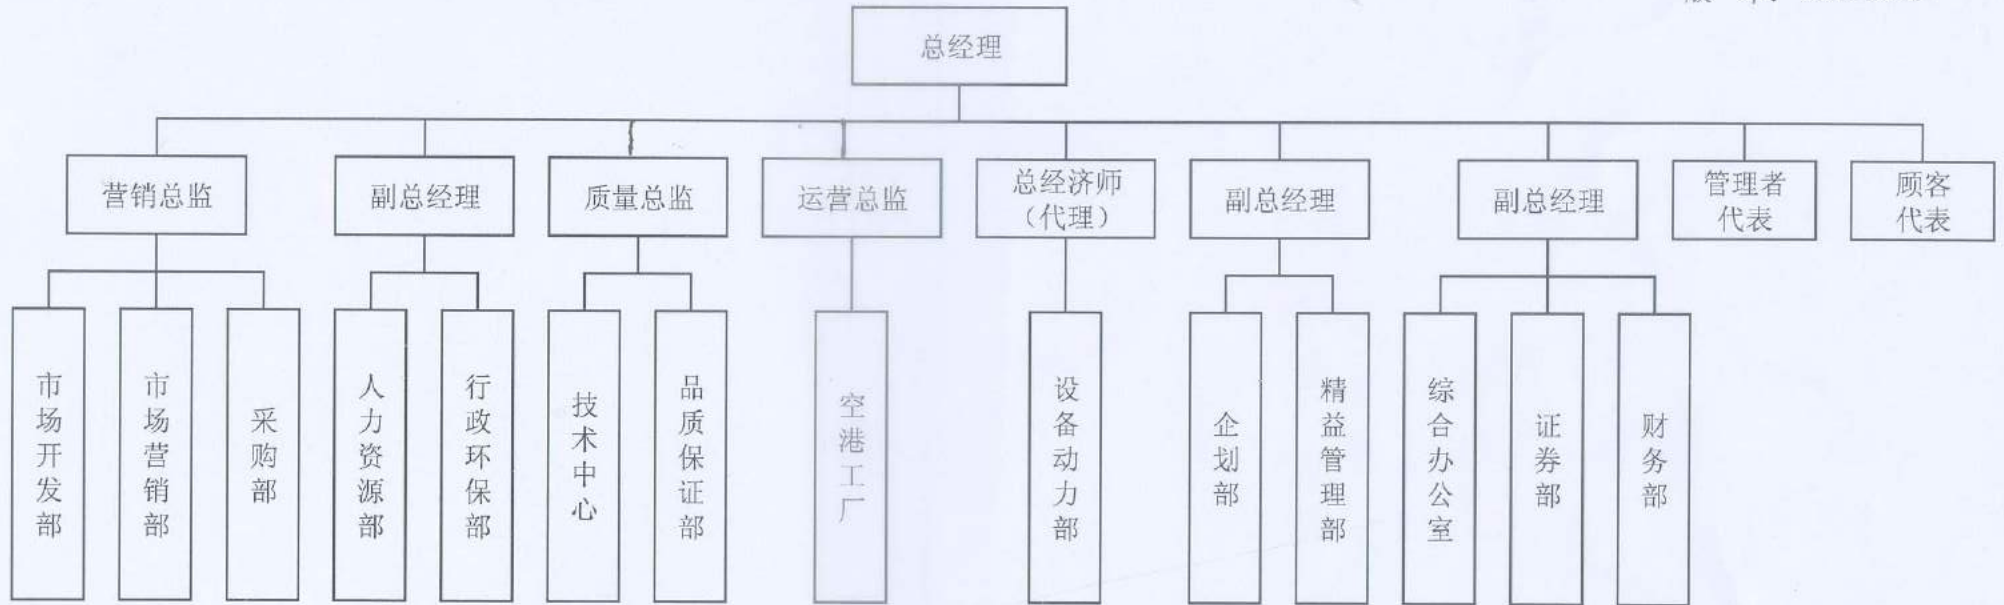 总经理
营销总监
副总经理
质量总监
运营总监
总经济师
（代理）
副总经理
副总经理
管理者
代表
顾客
代表
市场开发部
市场营销部
采购部
人力资源部
行政环保部
技术中心
品质保证部
空港工厂
设备动力部
企划部
精益管理部
综合办公室
证券部
财务部